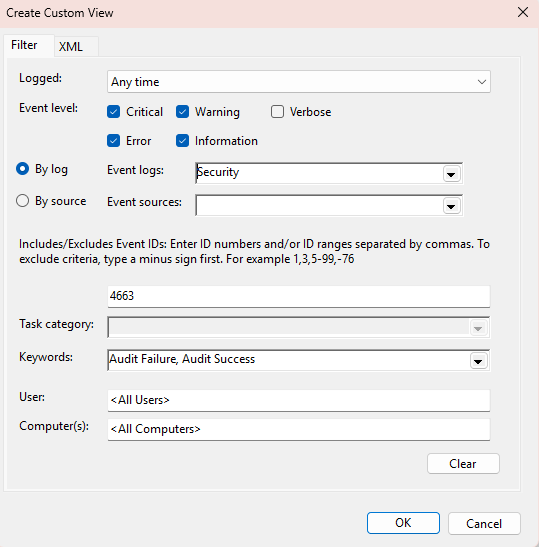 Create Custom View
Filter XML
Logged: Any time
Event level: Critical Warning Verbose
Error Information
By log Event logs: Security
By source Event sources:
Includes/Excludes Event IDs: Enter ID numbers and/or ID ranges separated by commas. To
exclude criteria, type a minus sign first. For example 1,3,5-99,-76
4663
Task category:
Keywords: Audit Failure, Audit Success
User: <All Users>
Computer(s): <All Computers>
Clear
OK Cancel